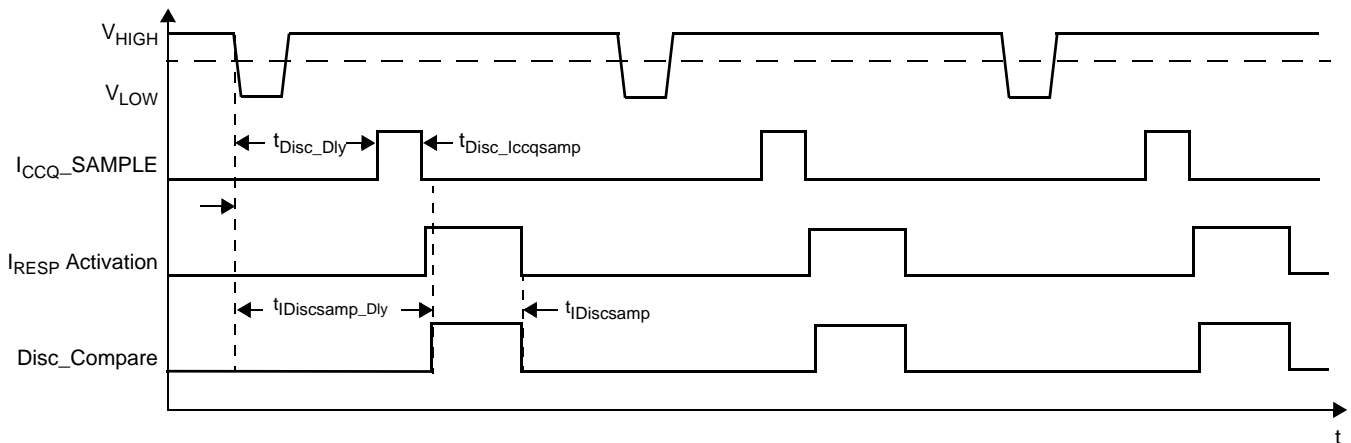 VHIGH
VLOW
tDisc_Dly
tDisc_Iccqsamp
ICCQ_SAMPLE
IRESP Activation
tIDiscsamp_Dly
tIDiscsamp
Disc_Compare
t